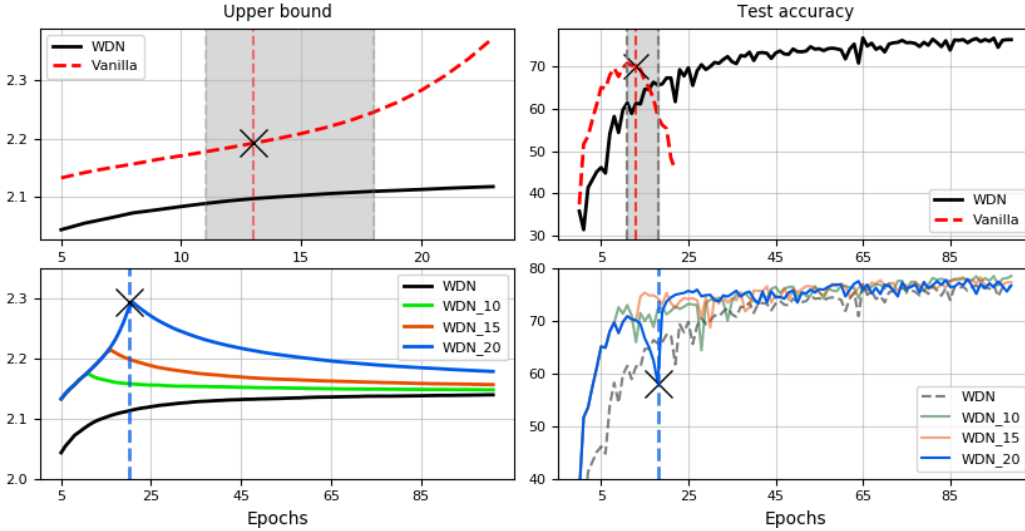 Upper bound
2.3
2.2
2.1
5 10 15 20
WDN
Vanilla
Test accuracy
70
60
50
40
30
5 25 45 65 85
WDN
Vanilla
2.3
2.2
2.1
2.0
5 25 45 65 85
Epochs
WDN
WDN_10
WDN_15
WDN_20
80
70
60
50
40
5 25 45 65 85
Epochs
WDN
WDN_10
WDN_15
WDN_20